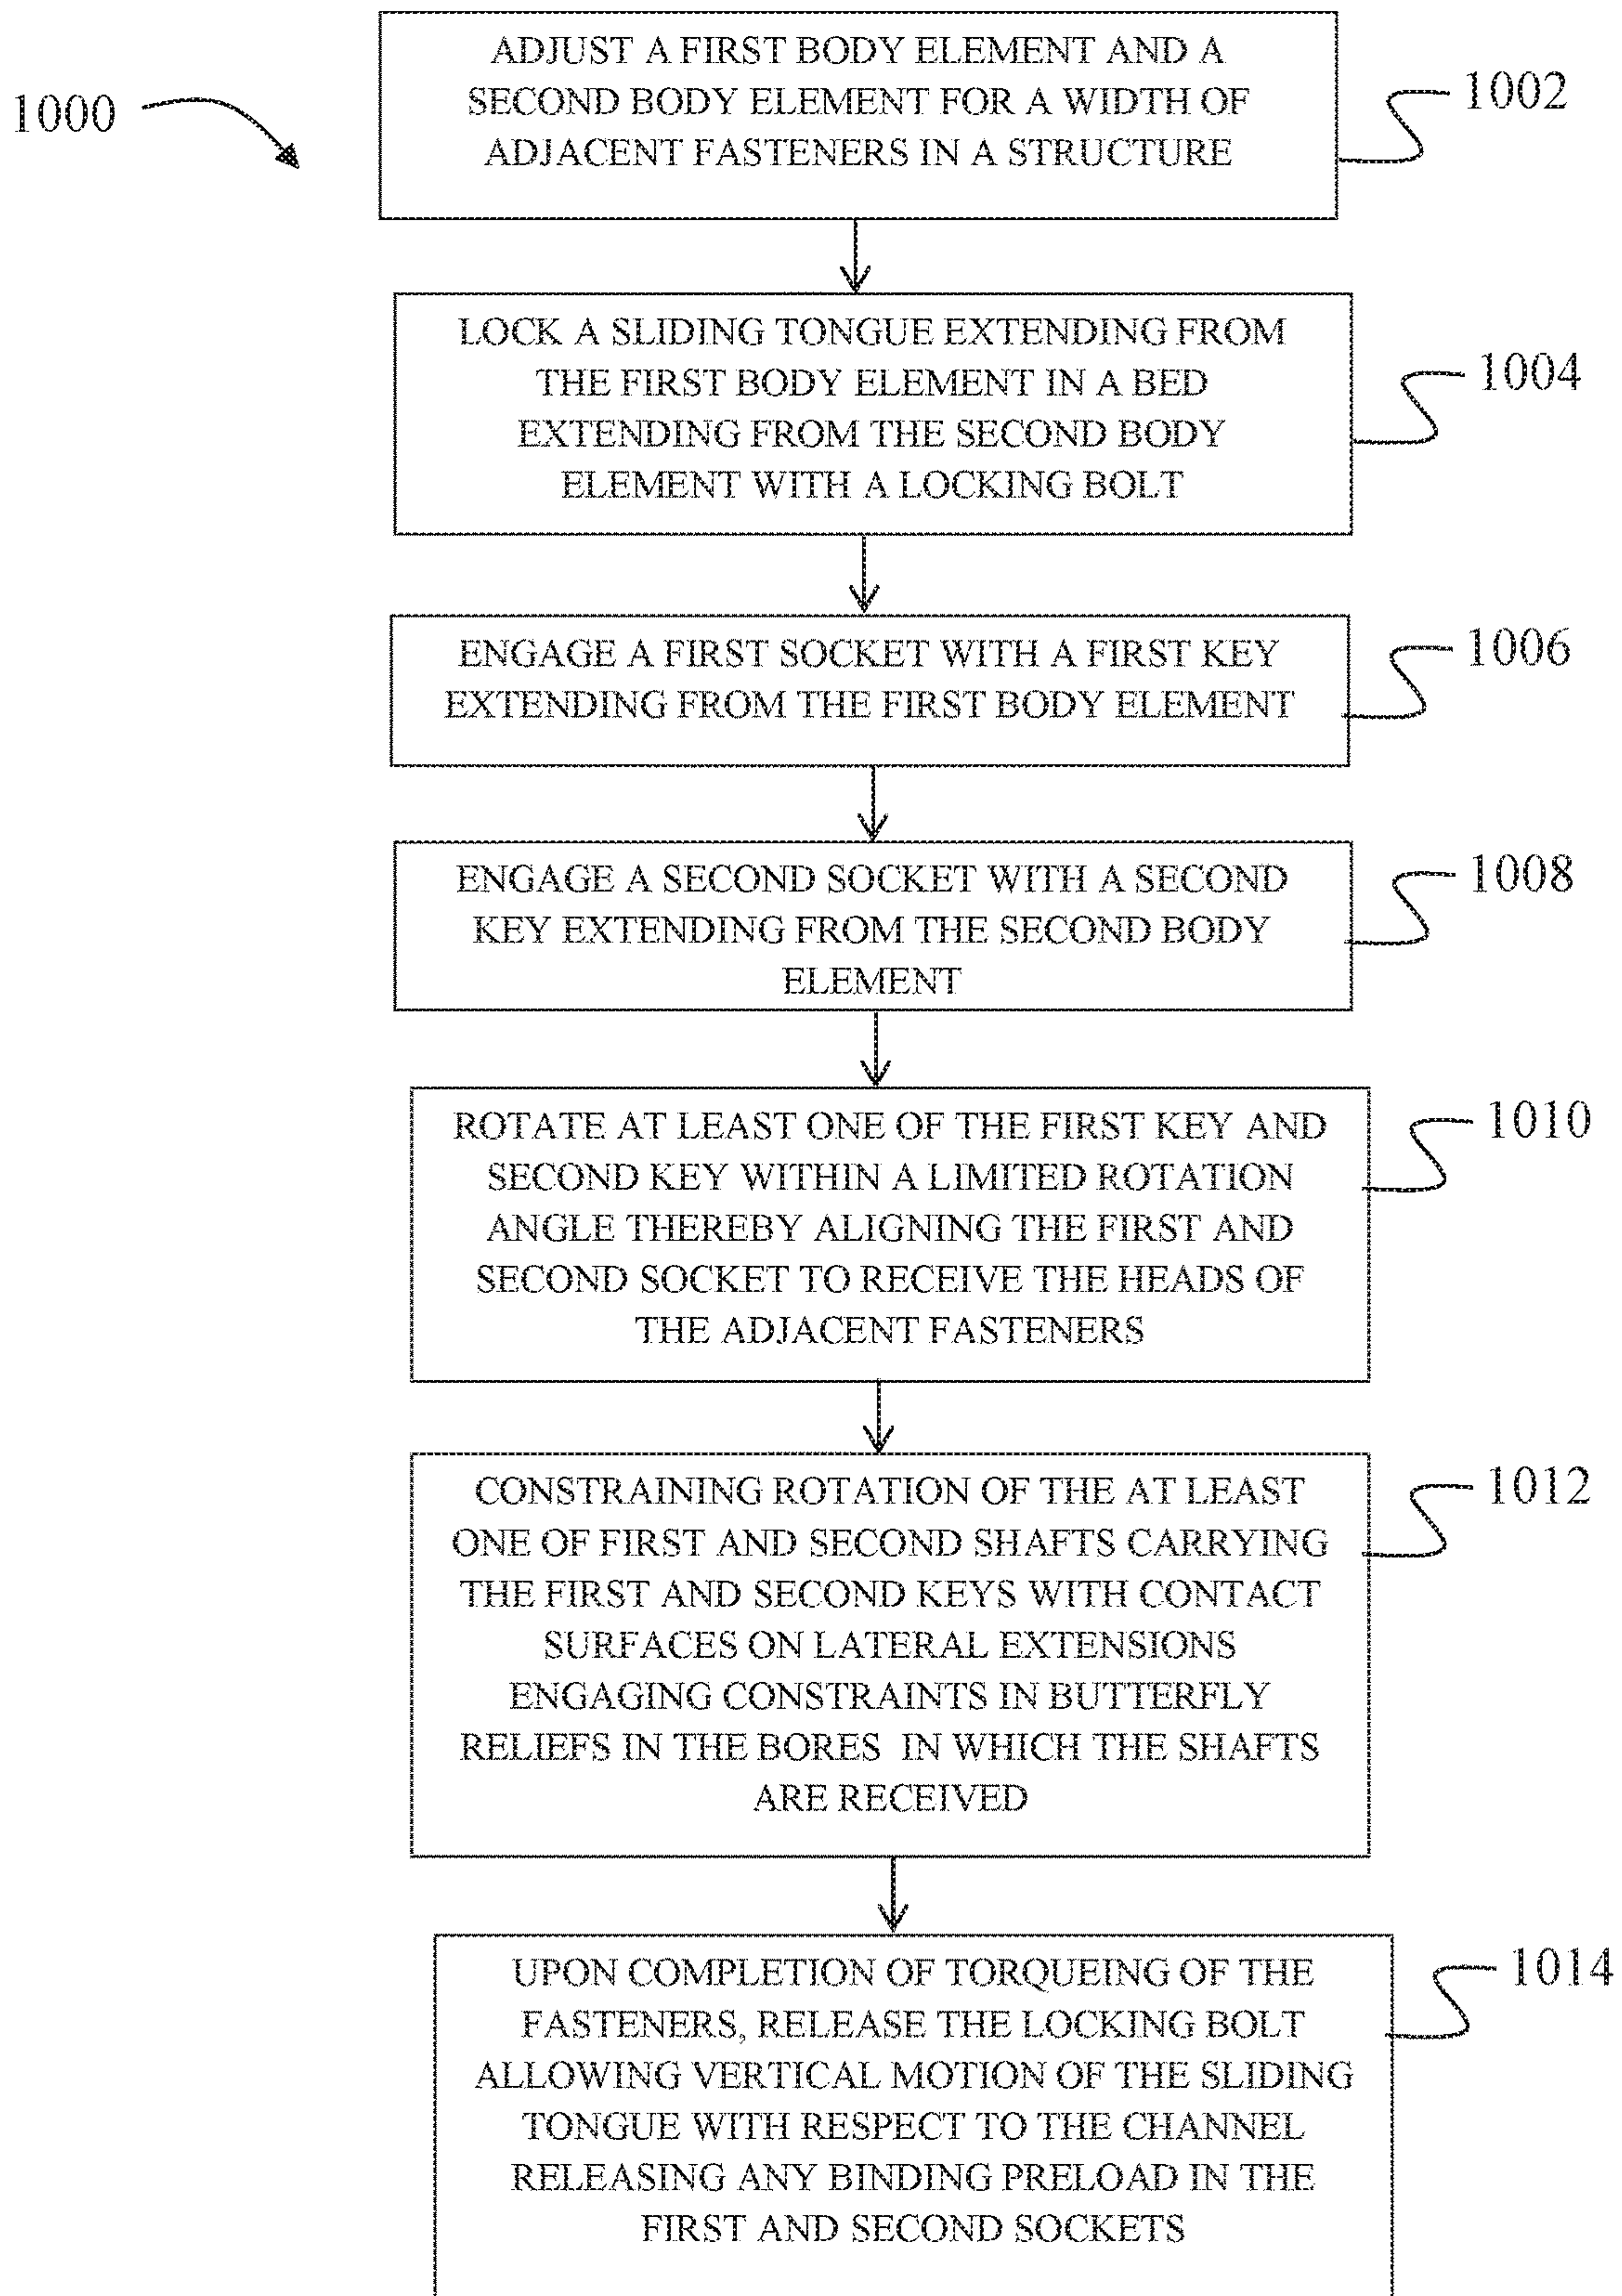 1000
ADJUST A FIRST BODY ELEMENT AND A
SECOND BODY ELEMENT FOR A WIDTH OF
ADJACENT FASTENERS IN A STRUCTURE
1002
LOCK A SLIDING TONGUE EXTENDING FROM
THE FIRST BODY ELEMENT IN A BED
EXTENDING FROM THE SECOND BODY
ELEMENT WITH A LOCKING BOLT
1004
ENGAGE A FIRST SOCKET WITH A FIRST KEY
EXTENDING FROM THE FIRST BODY ELEMENT
1006
ENGAGE A SECOND SOCKET WITH A SECOND
KEY EXTENDING FROM THE SECOND BODY
ELEMENT
1008
ROTATE AT LEAST ONE OF THE FIRST KEY AND
SECOND KEY WITHIN A LIMITED ROTATION
ANGLE THEREBY ALIGNING THE FIRST AND
SECOND SOCKET TO RECEIVE THE HEADS OF
THE ADJACENT FASTENERS
1010
CONSTRAINING ROTATION OF THE AT LEAST
ONE OF FIRST AND SECOND SHAFTS CARRYING
THE FIRST AND SECOND KEYS WITH CONTACT
SURFACES ON LATERAL EXTENSIONS
ENGAGING CONSTRAINTS IN BUTTERFLY
RELIEFS IN THE BORES IN WHICH THE SHAFTS
ARE RECEIVED
1012
UPON COMPLETION OF TORQUEING OF THE
FASTENERS, RELEASE THE LOCKING BOLT
ALLOWING VERTICAL MOTION OF THE SLIDING
TONGUE WITH RESPECT TO THE CHANNEL
RELEASING ANY BINDING PRELOAD IN THE
FIRST AND SECOND SOCKETS
1014